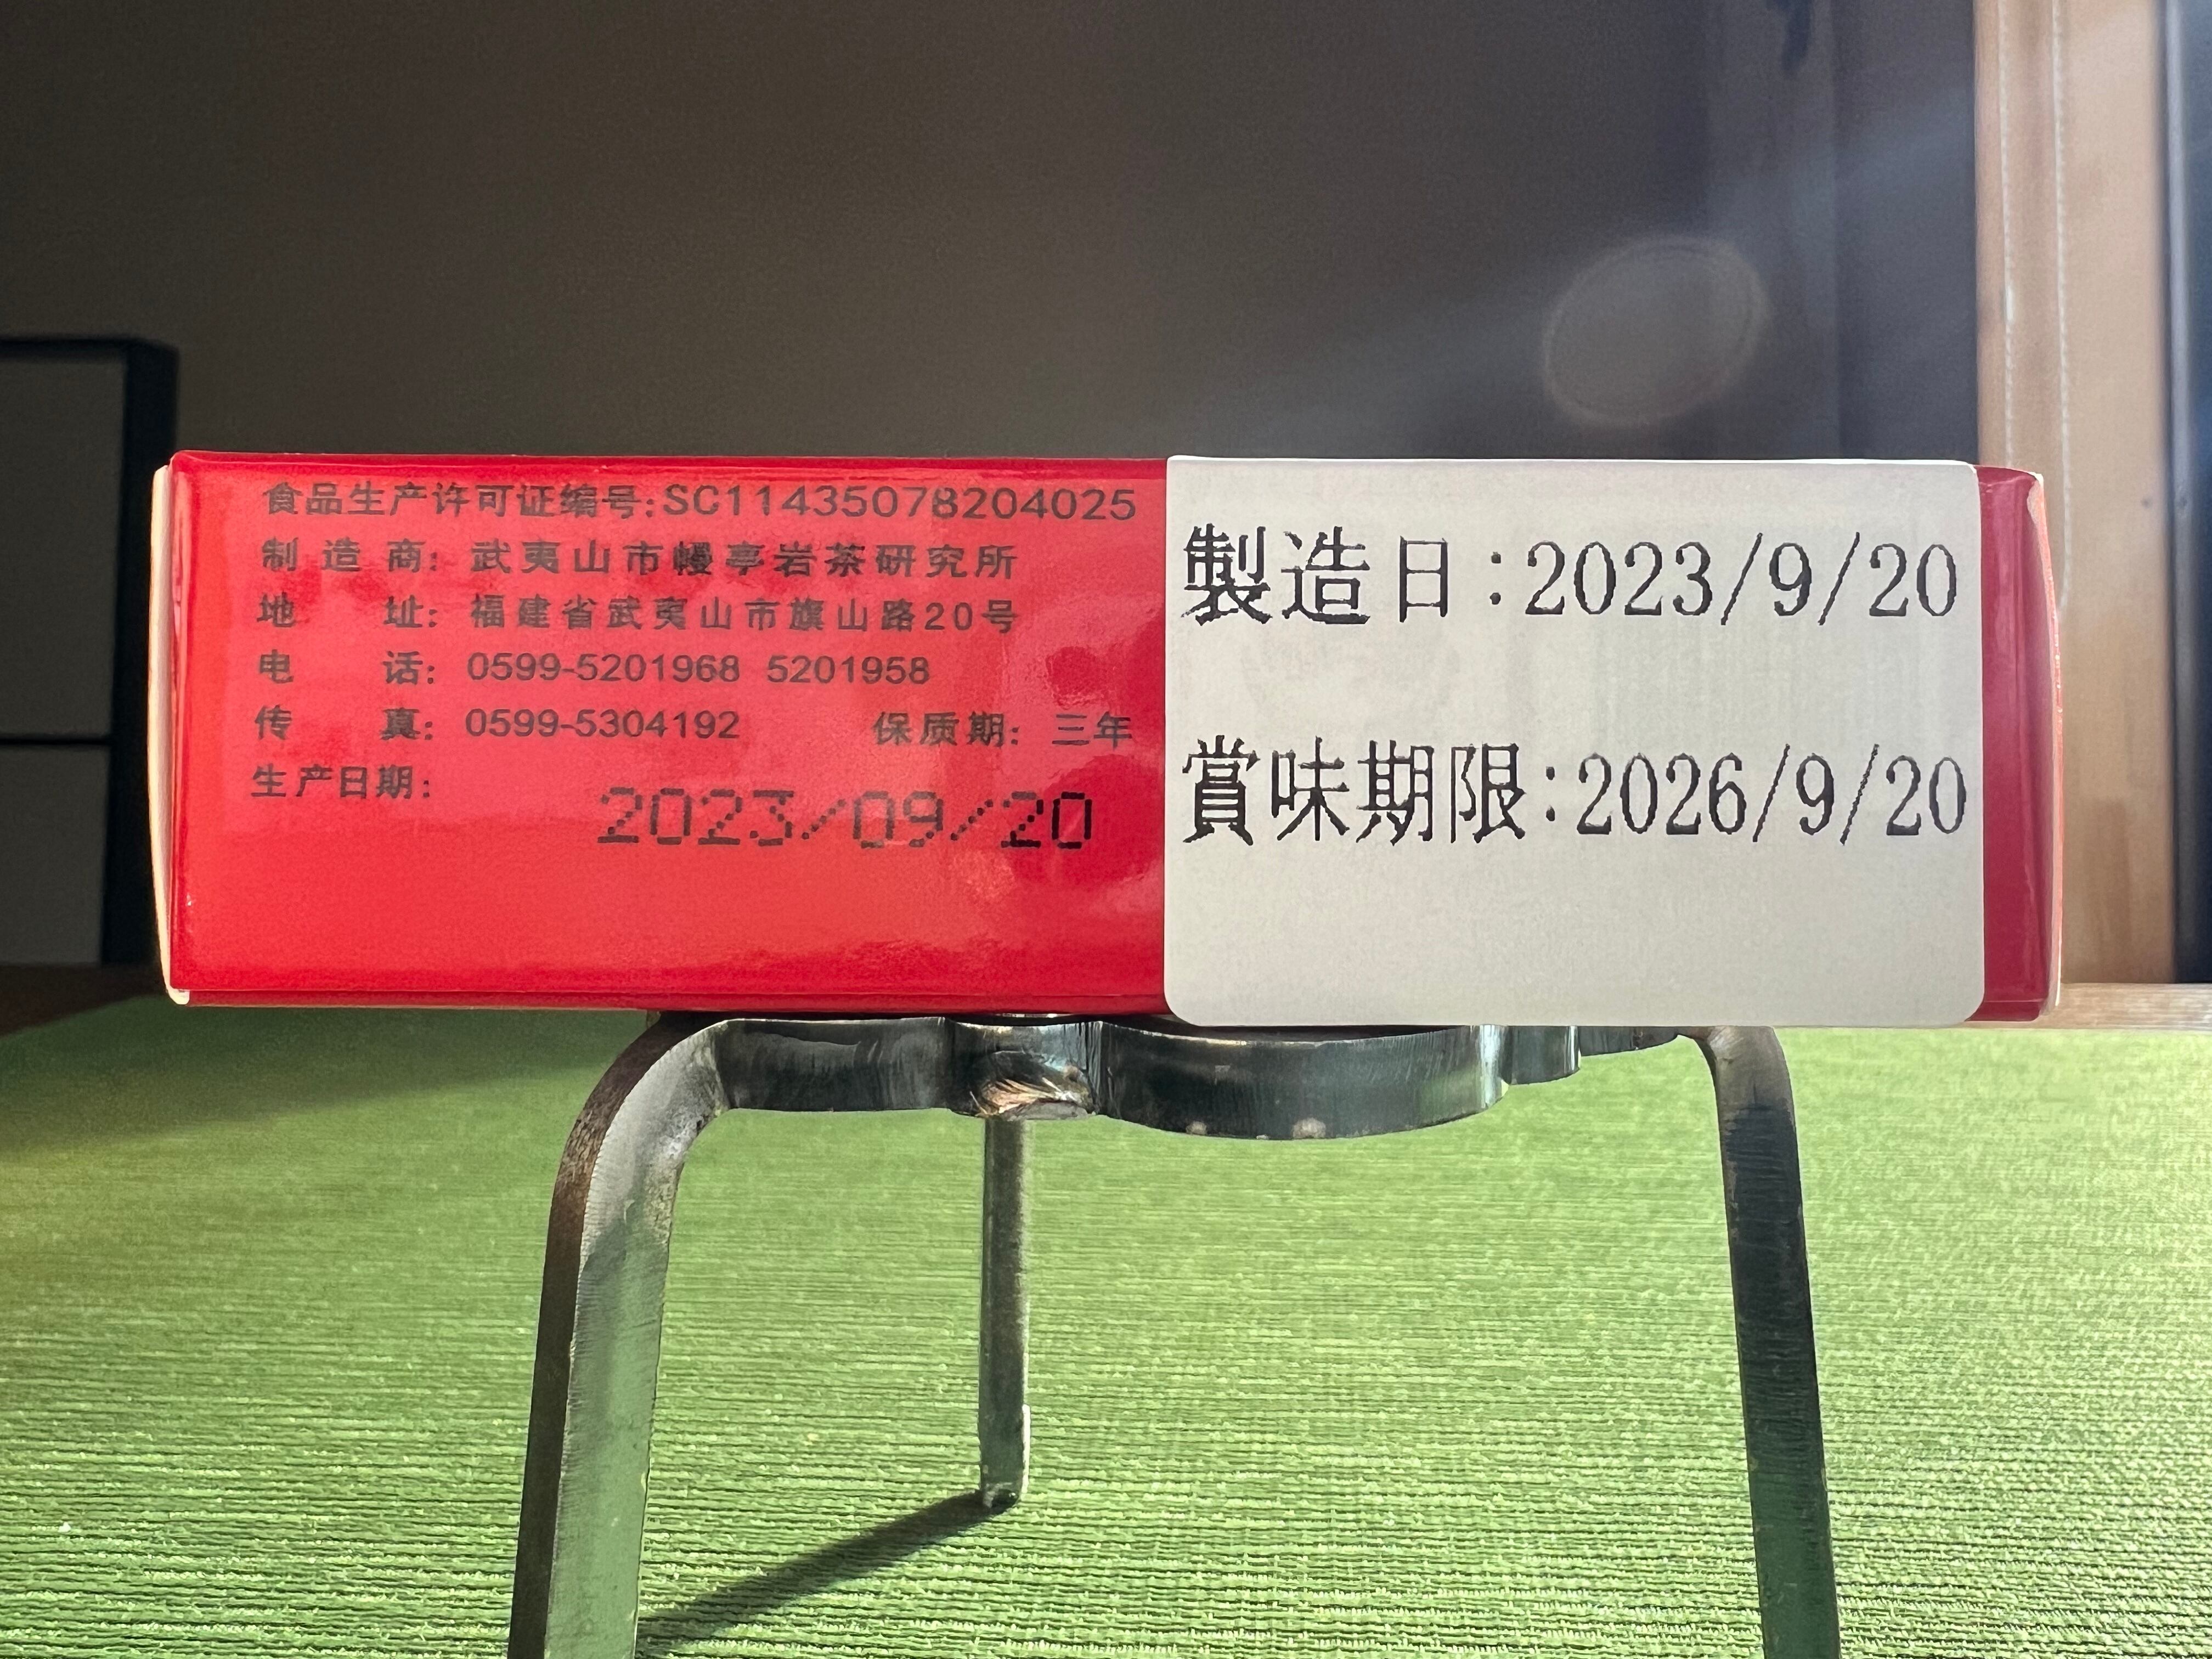 食品生产许可证编号:SC11435078204025
制造商: 武夷山市幔亭岩茶研究所
地址: 福建省武夷山市旗山路20号
电话: 0599-5201968 5201958
传真: 0599-5304192 保质期: 三年
生产日期:
2023/09/20
製造日:2023/9/20
賞味期限:2026/9/20